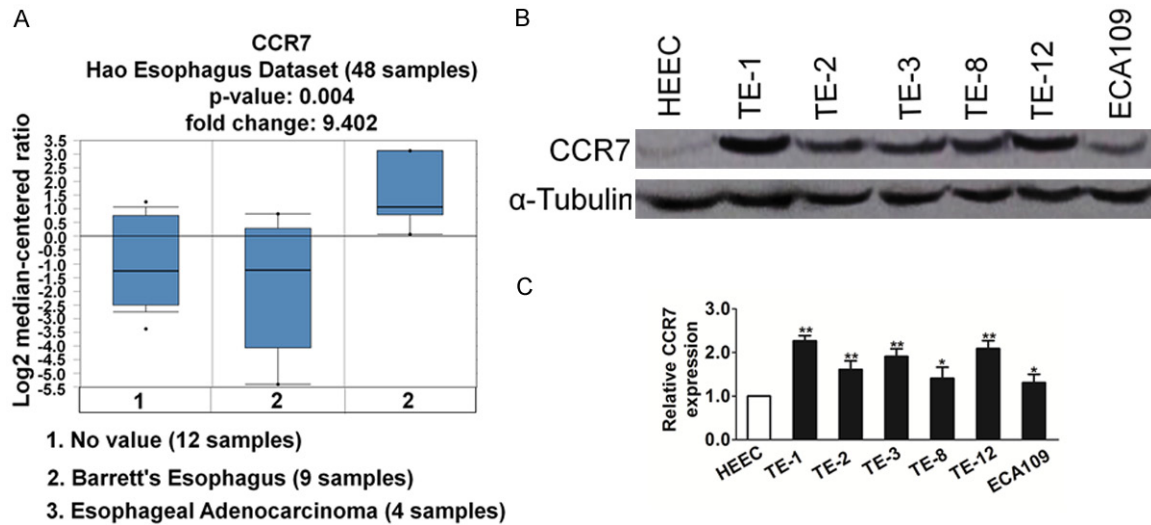 A
CCR7
Hao Esophagus Dataset (48 samples)
p-value: 0.004
fold change: 9.402
Log2 median-centered ratio
3.5
3.0
2.5
2.0
1.5
1.0
0.5
0.0
-0.5
-1.0
-1.5
-2.0
-2.5
-3.0
-3.5
-4.0
-4.5
-5.0
-5.5
1 2 2
1. No value (12 samples)
2. Barrett's Esophagus (9 samples)
3. Esophageal Adenocarcinoma (4 samples)
B
HEEC TE-1 TE-2 TE-3 TE-8 TE-12 ECA109
CCR7
α-Tubulin
C
Relative CCR7
expression
3.0
2.0
1.0
0.0
** ** ** * ** *
HEEC TE-1 TE-2 TE-3 TE-8 TE-12 ECA109